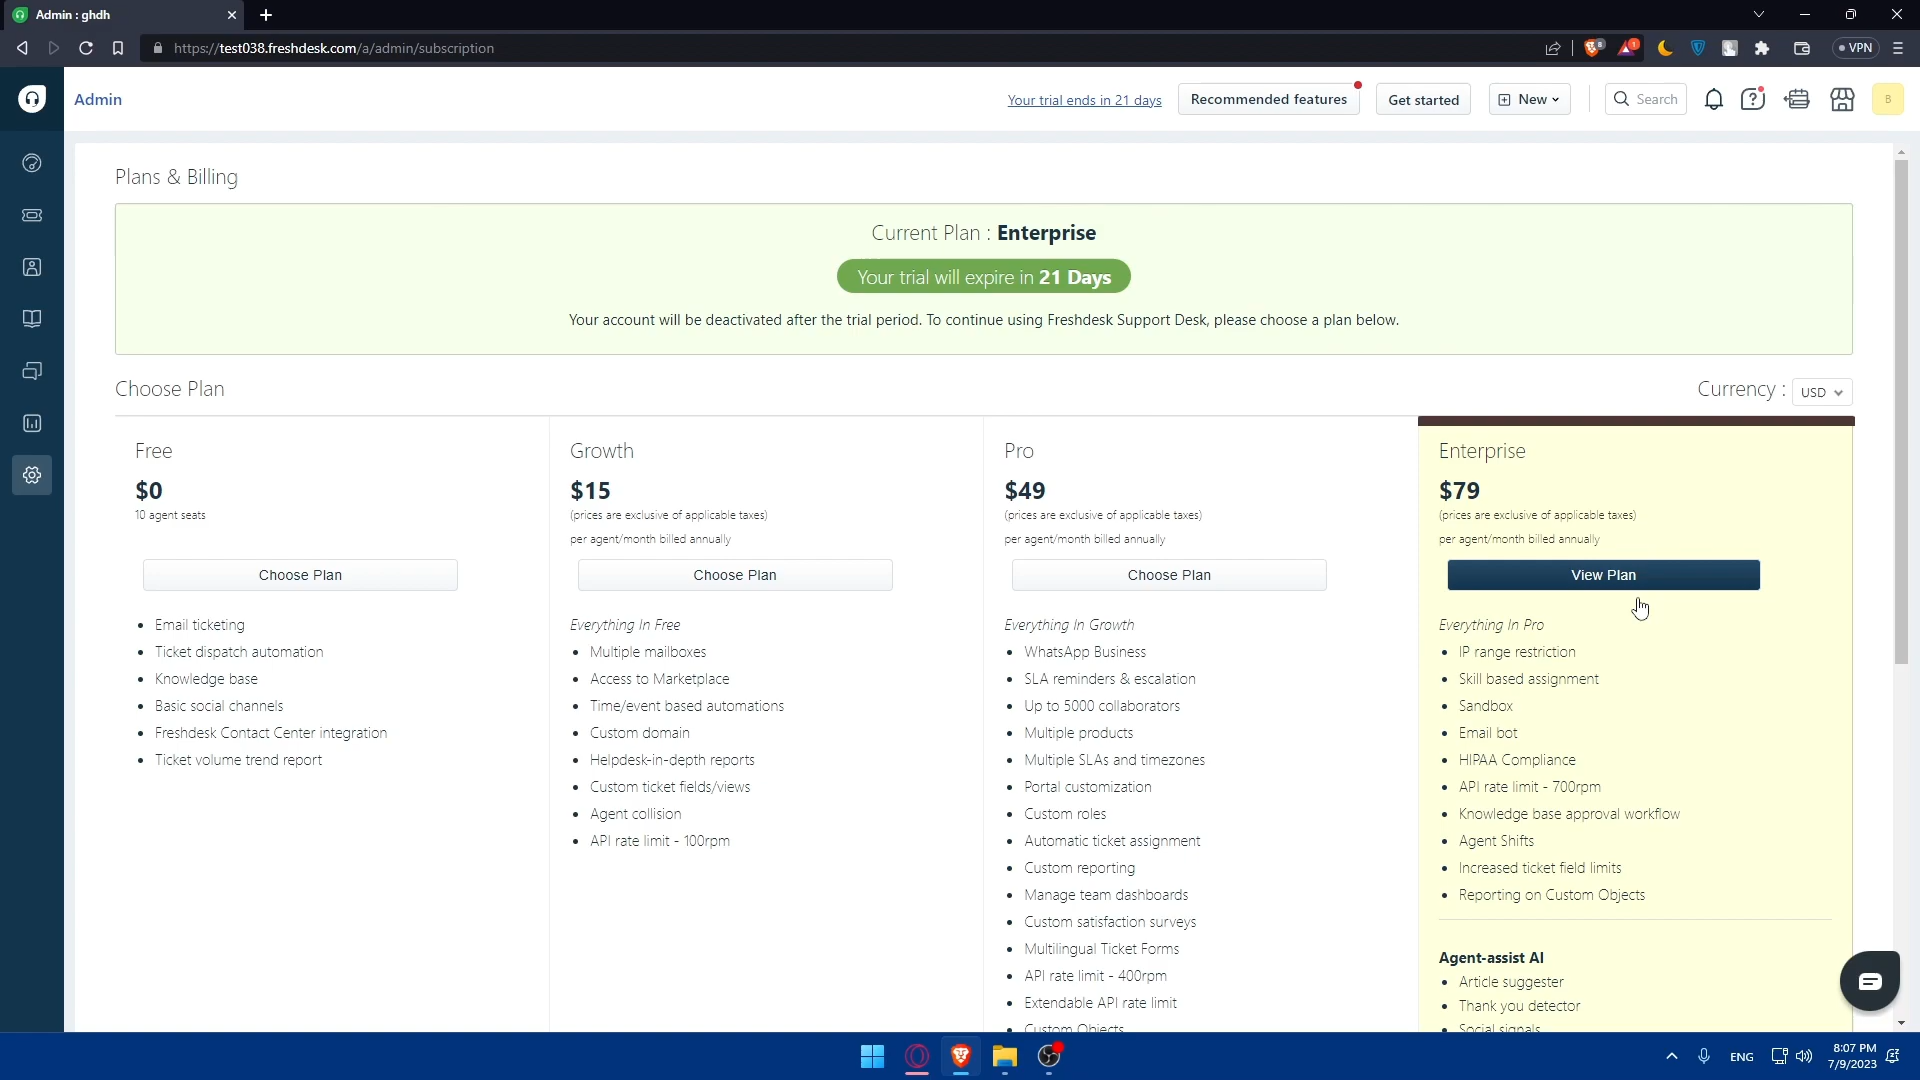 Admin : ghdh
https://test038.freshdesk.com/a/admin/subscription
8
1
VPN
Admin
Your trial ends in 21 days
Recommended features
Get started
New
Search
B
Plans & Billing
Current Plan : Enterprise
Your trial will expire in 21 Days
Your account will be deactivated after the trial period. To continue using Freshdesk Support Desk, please choose a plan below.
Choose Plan
Currency :
USD
Free
$0
10 agent seats
Choose Plan
Email ticketing
Ticket dispatch automation
Knowledge base
Basic social channels
Freshdesk Contact Center integration
Ticket volume trend report
Growth
$15
(prices are exclusive of applicable taxes)
per agent/month billed annually
Choose Plan
Everything In Free
Multiple mailboxes
Access to Marketplace
Time/event based automations
Custom domain
Helpdesk-in-depth reports
Custom ticket fields/views
Agent collision
API rate limit - 100rpm
Pro
$49
(prices are exclusive of applicable taxes)
per agent/month billed annually
Choose Plan
Everything In Growth
WhatsApp Business
SLA reminders & escalation
Up to 5000 collaborators
Multiple products
Multiple SLAs and timezones
Portal customization
Custom roles
Automatic ticket assignment
Custom reporting
Manage team dashboards
Custom satisfaction surveys
Multilingual Ticket Forms
API rate limit - 400rpm
Extendable API rate limit
Custom Objects
Enterprise
$79
(prices are exclusive of applicable taxes)
per agent/month billed annually
View Plan
Everything In Pro
IP range restriction
Skill based assignment
Sandbox
Email bot
HIPAA Compliance
API rate limit - 700rpm
Knowledge base approval workflow
Agent Shifts
Increased ticket field limits
Reporting on Custom Objects
Agent-assist AI
Article suggester
Thank you detector
Social signals
ENG
8:07 PM
7/9/2023